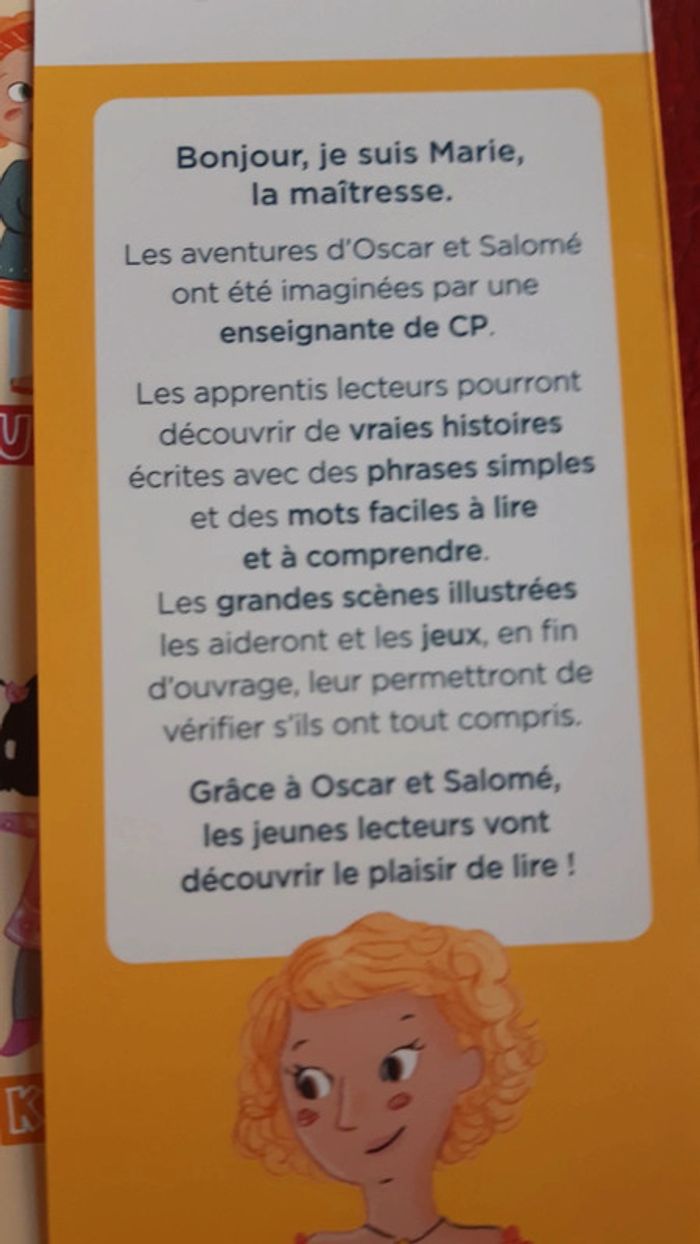 Bonjour, je suis Marie,
la maîtresse.
Les aventures d'Oscar et Salomé
ont été imaginées par une
enseignante de CP.
Les apprentis lecteurs pourront
découvrir de vraies histoires
écrites avec des phrases simples
et des mots faciles à lire
et à comprendre.
Les grandes scènes illustrées
les aideront et les jeux, en fin
d'ouvrage, leur permettront de
vérifier s'ils ont tout compris.
Grâce à Oscar et Salomé,
les jeunes lecteurs vont
découvrir le plaisir de lire !
U
K